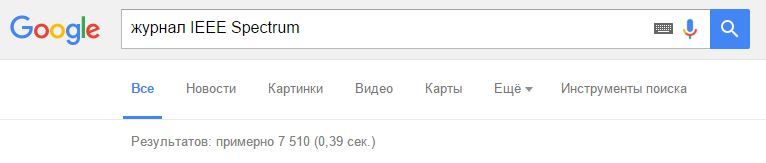 Google журнал IEEE Spectrum
Все Новости Картинки Видео Карты Ещё Инструменты поиска
Результатов: примерно 7 510 (0,39 сек.)